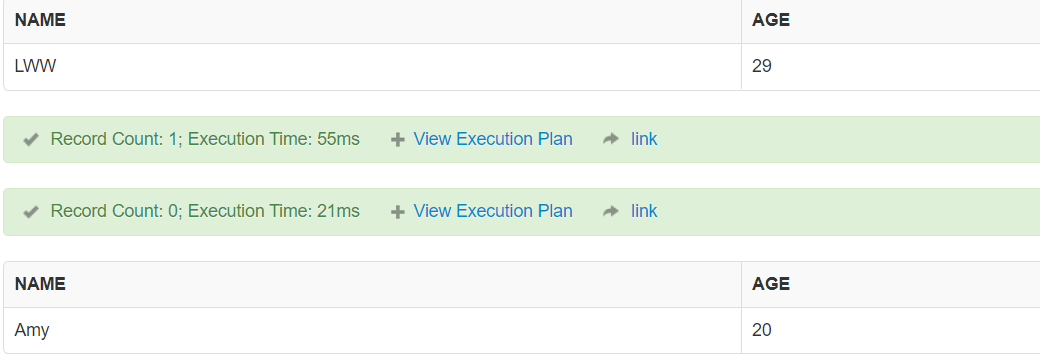 NAME AGE
LWW 29
Record Count: 1; Execution Time: 55ms View Execution Plan link
Record Count: 0; Execution Time: 21ms View Execution Plan link
NAME AGE
Amy 20